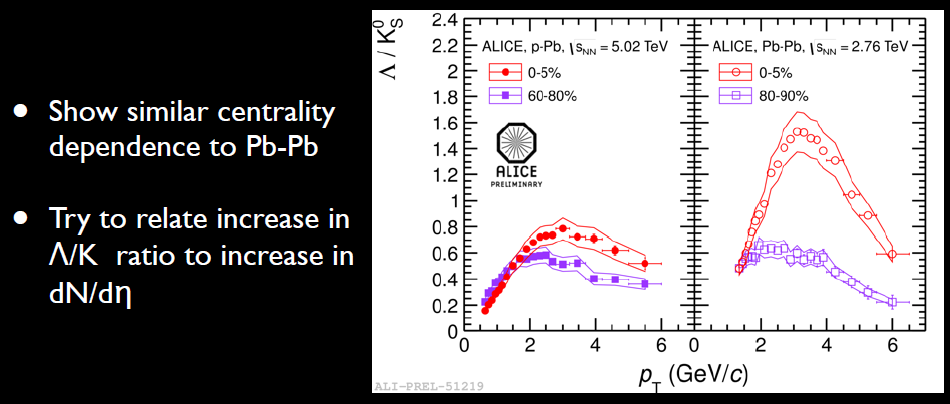 • Show similar centrality
dependence to Pb-Pb
• Try to relate increase in
Λ/K ratio to increase in
dN/dη
Λ / K⁰S
2.4
2.2
2
1.8
1.6
1.4
1.2
1
0.8
0.6
0.4
0.2
0
ALICE, p-Pb, √sNN = 5.02 TeV
0-5%
60-80%
ALICE
PRELIMINARY
ALICE, Pb-Pb, √sNN = 2.76 TeV
0-5%
80-90%
0 2 4 6
0 2 4 6
pT (GeV/c)
ALI-PREL-51219